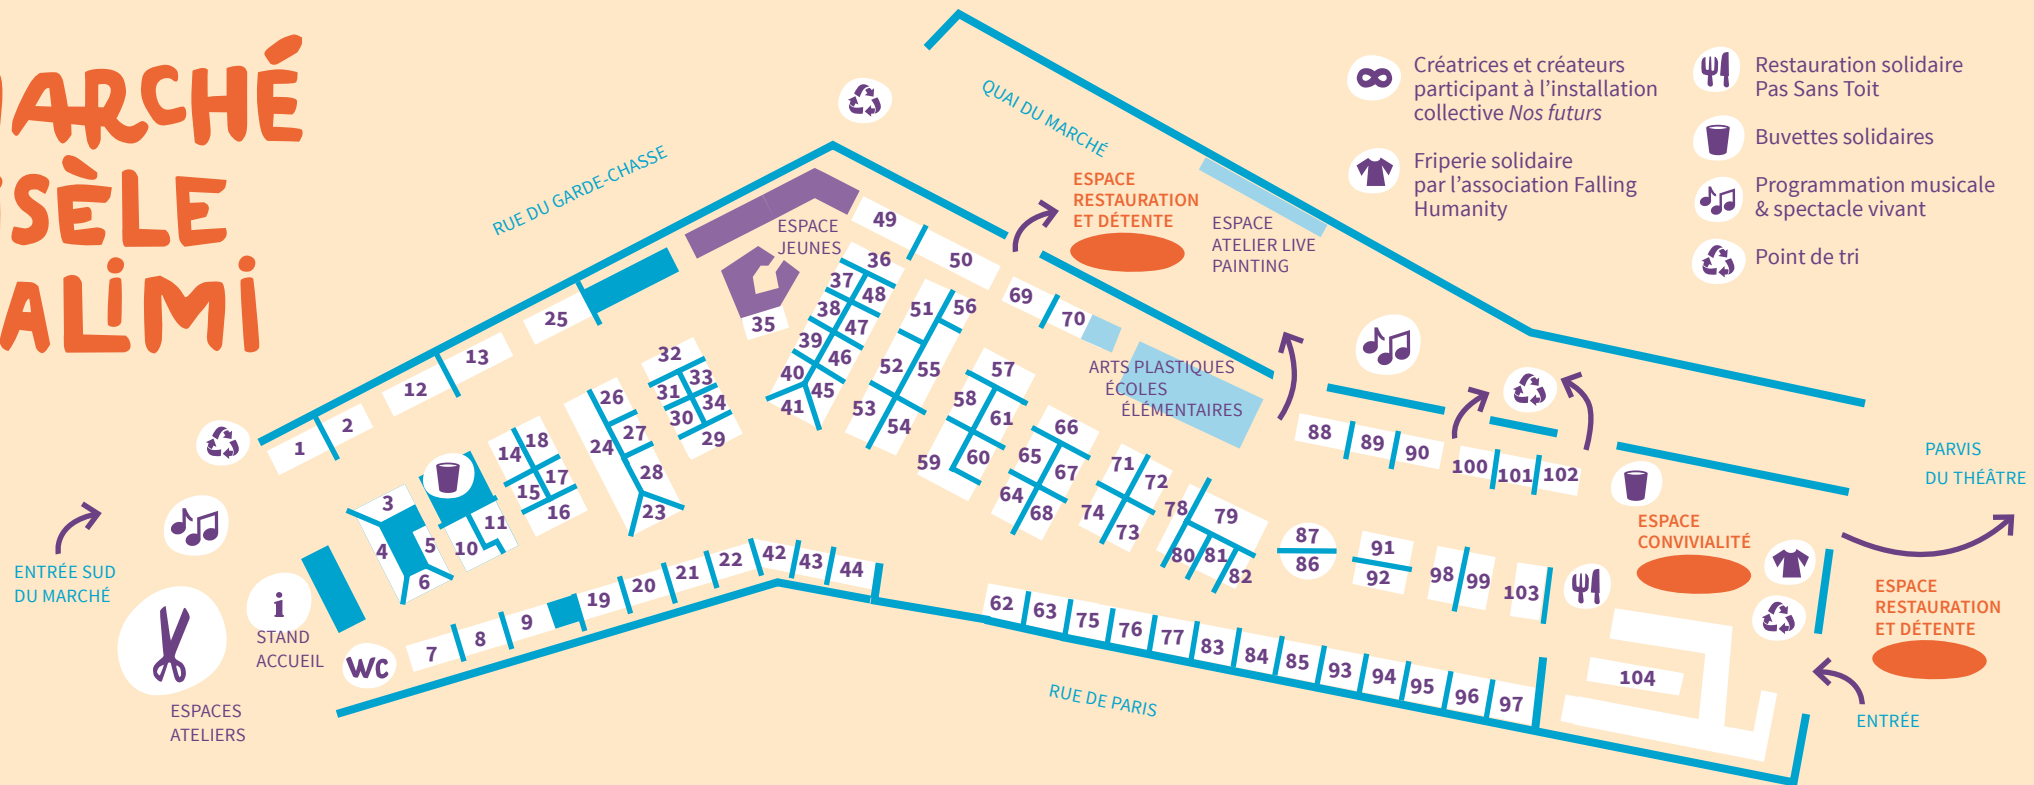 MARCHÉ
ISÈLE
ALiMi
RUE DU GARDE-CHASSE
QUAI DU MARCHÉ
Créatrices et créateurs
participant à l’installation
collective Nos futurs
Friperie solidaire
par l’association Falling
Humanity
Restauration solidaire
Pas Sans Toit
Buvettes solidaires
Programmation musicale
& spectacle vivant
Point de tri
ESPACE
RESTAURATION
ET DÉTENTE
ESPACE
ATELIER LIVE
PAINTING
ESPACE
JEUNES
ARTS PLASTIQUES
ÉCOLES
ÉLÉMENTAIRES
PARVIS
DU THÉÂTRE
ESPACE
CONVIVIALITÉ
ESPACE
RESTAURATION
ET DÉTENTE
ENTRÉE
ENTRÉE SUD
DU MARCHÉ
i
STAND
ACCUEIL
WC
ESPACES
ATELIERS
RUE DE PARIS
1
2
3
4
5
6
7
8
9
10
11
12
13
14
15
16
17
18
19
20
21
22
23
24
25
26
27
28
29
30
31
32
33
34
35
36
37
38
39
40
41
42
43
44
45
46
47
48
49
50
51
52
53
54
55
56
57
58
59
60
61
62
63
64
65
66
67
68
69
70
71
72
73
74
75
76
77
78
79
80
81
82
83
84
85
86
87
88
89
90
91
92
93
94
95
96
97
98
99
100
101
102
103
104